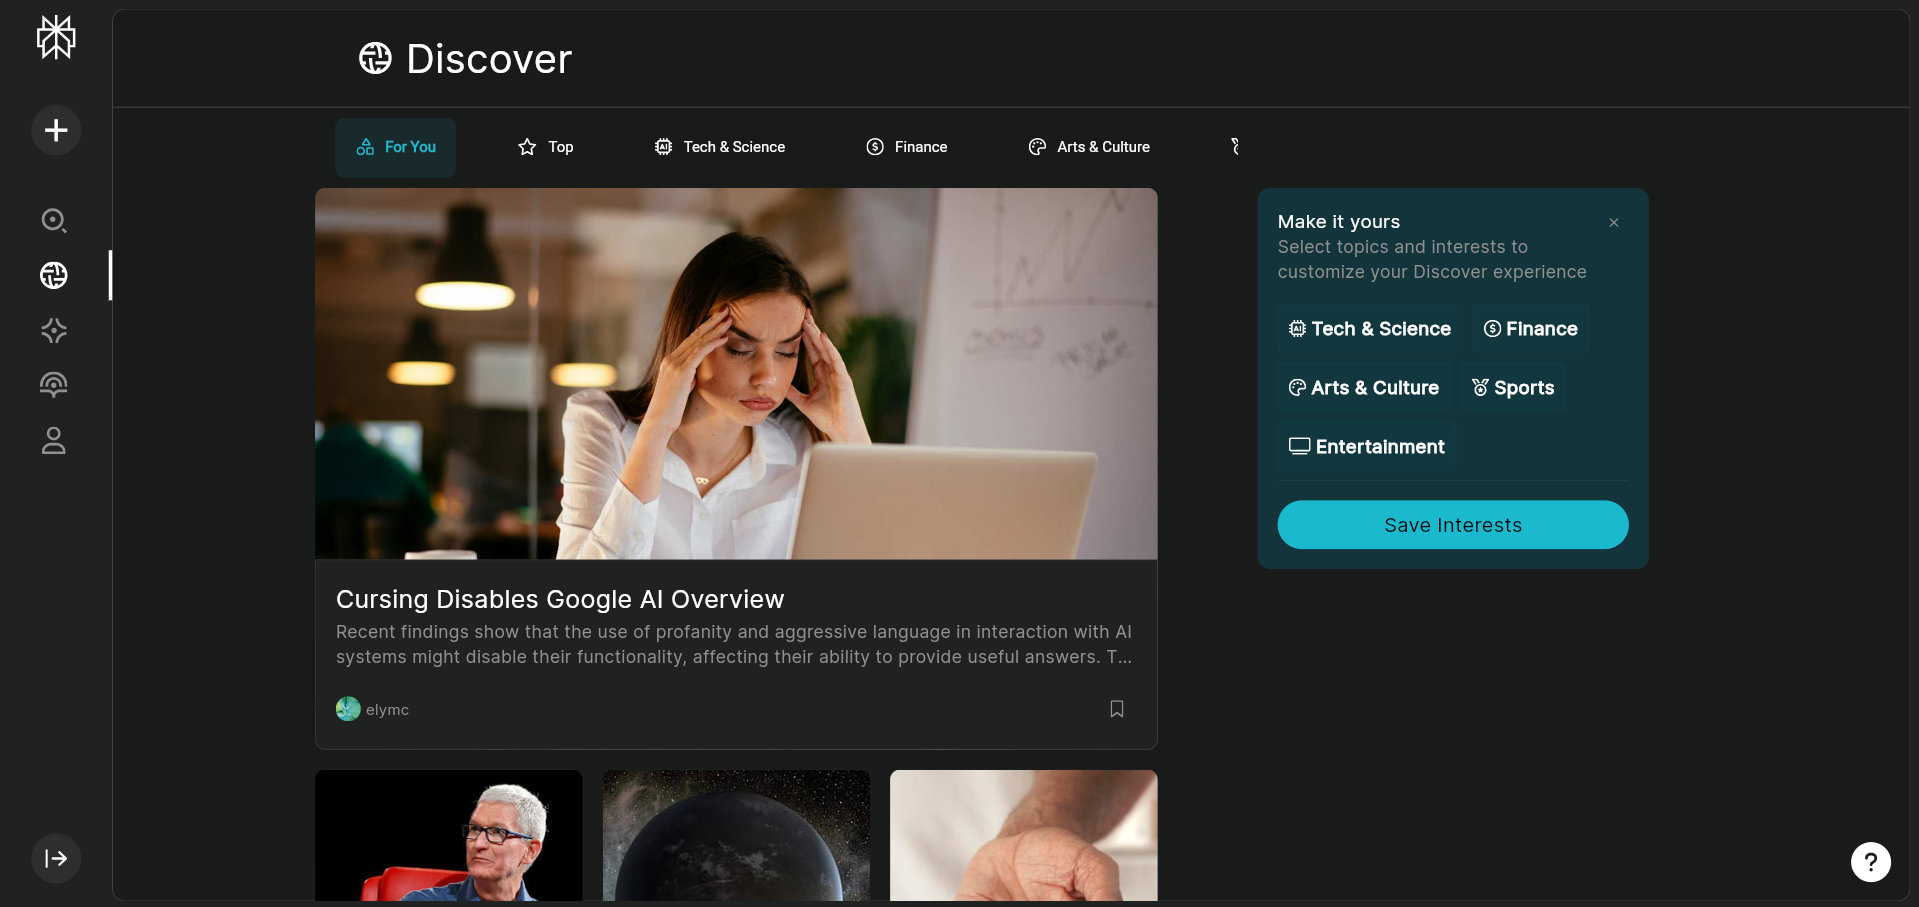 Discover
For You
Top
Tech & Science
Finance
Arts & Culture
Cursing Disables Google AI Overview
Recent findings show that the use of profanity and aggressive language in interaction with AI
systems might disable their functionality, affecting their ability to provide useful answers. T...
elymc
Make it yours
Select topics and interests to
customize your Discover experience
Tech & Science
Finance
Arts & Culture
Sports
Entertainment
Save Interests
?